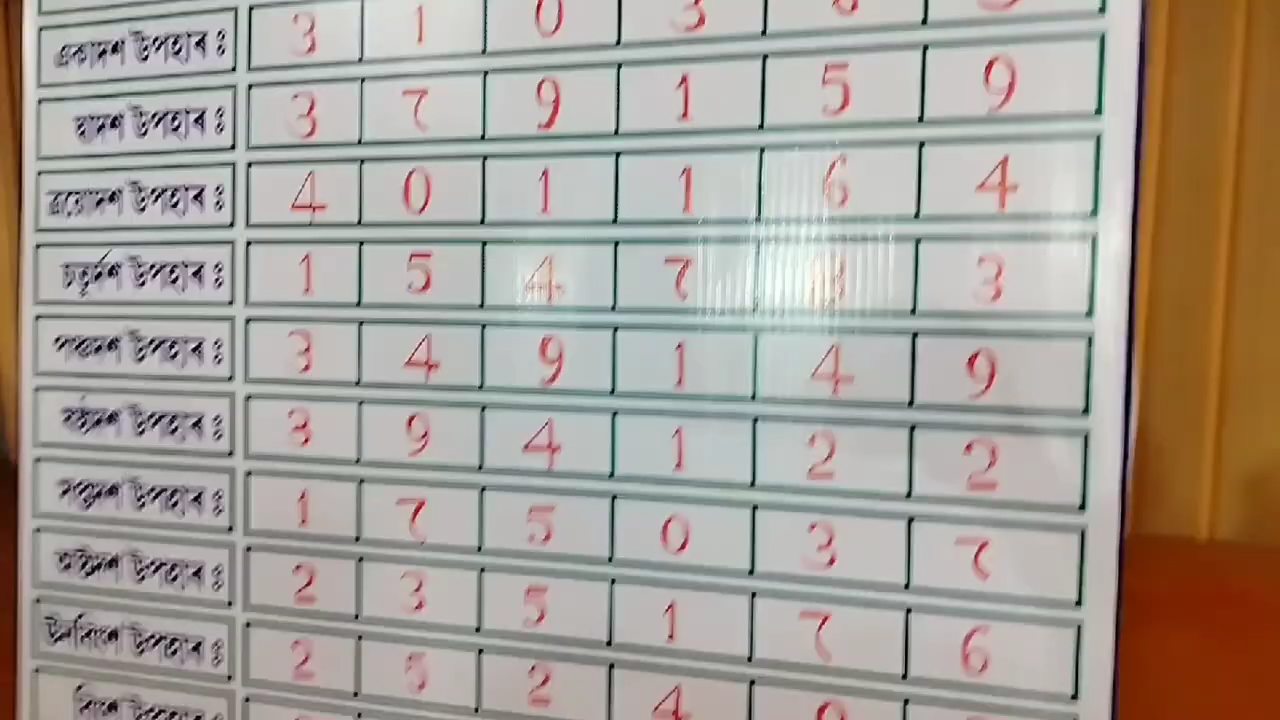 একাদশ উপহাৰ : 3 1 0 3
দ্বাদশ উপহাৰ : 3 7 9 1 5 9
ত্ৰয়োদশ উপহাৰ : 4 0 1 1 6 4
চতুৰ্দশ উপহাৰ : 1 5 4 7 3
পঞ্চদশ উপহাৰ : 3 4 9 1 4 9
ষষ্ঠদশ উপহাৰ : 3 9 4 1 2 2
সপ্তদশ উপহাৰ : 1 7 5 0 3 7
অষ্টাদশ উপহাৰ : 2 3 5 1 7 6
ঊনবিংশ উপহাৰ : 2 5 2 4
বিংশ উপহাৰ :